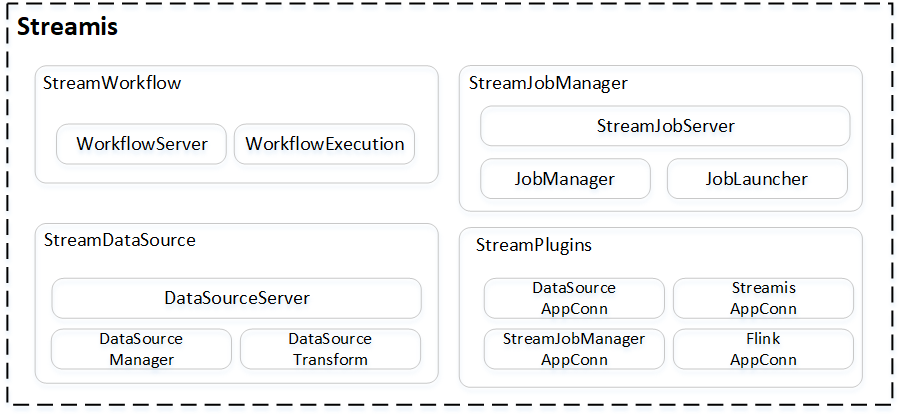 Streamis
StreamWorkflow
WorkflowServer
WorkflowExecution
StreamJobManager
StreamJobServer
JobManager
JobLauncher
StreamDataSource
DataSourceServer
DataSource
Manager
DataSource
Transform
StreamPlugins
DataSource
AppConn
Streamis
AppConn
StreamJobManager
AppConn
Flink
AppConn